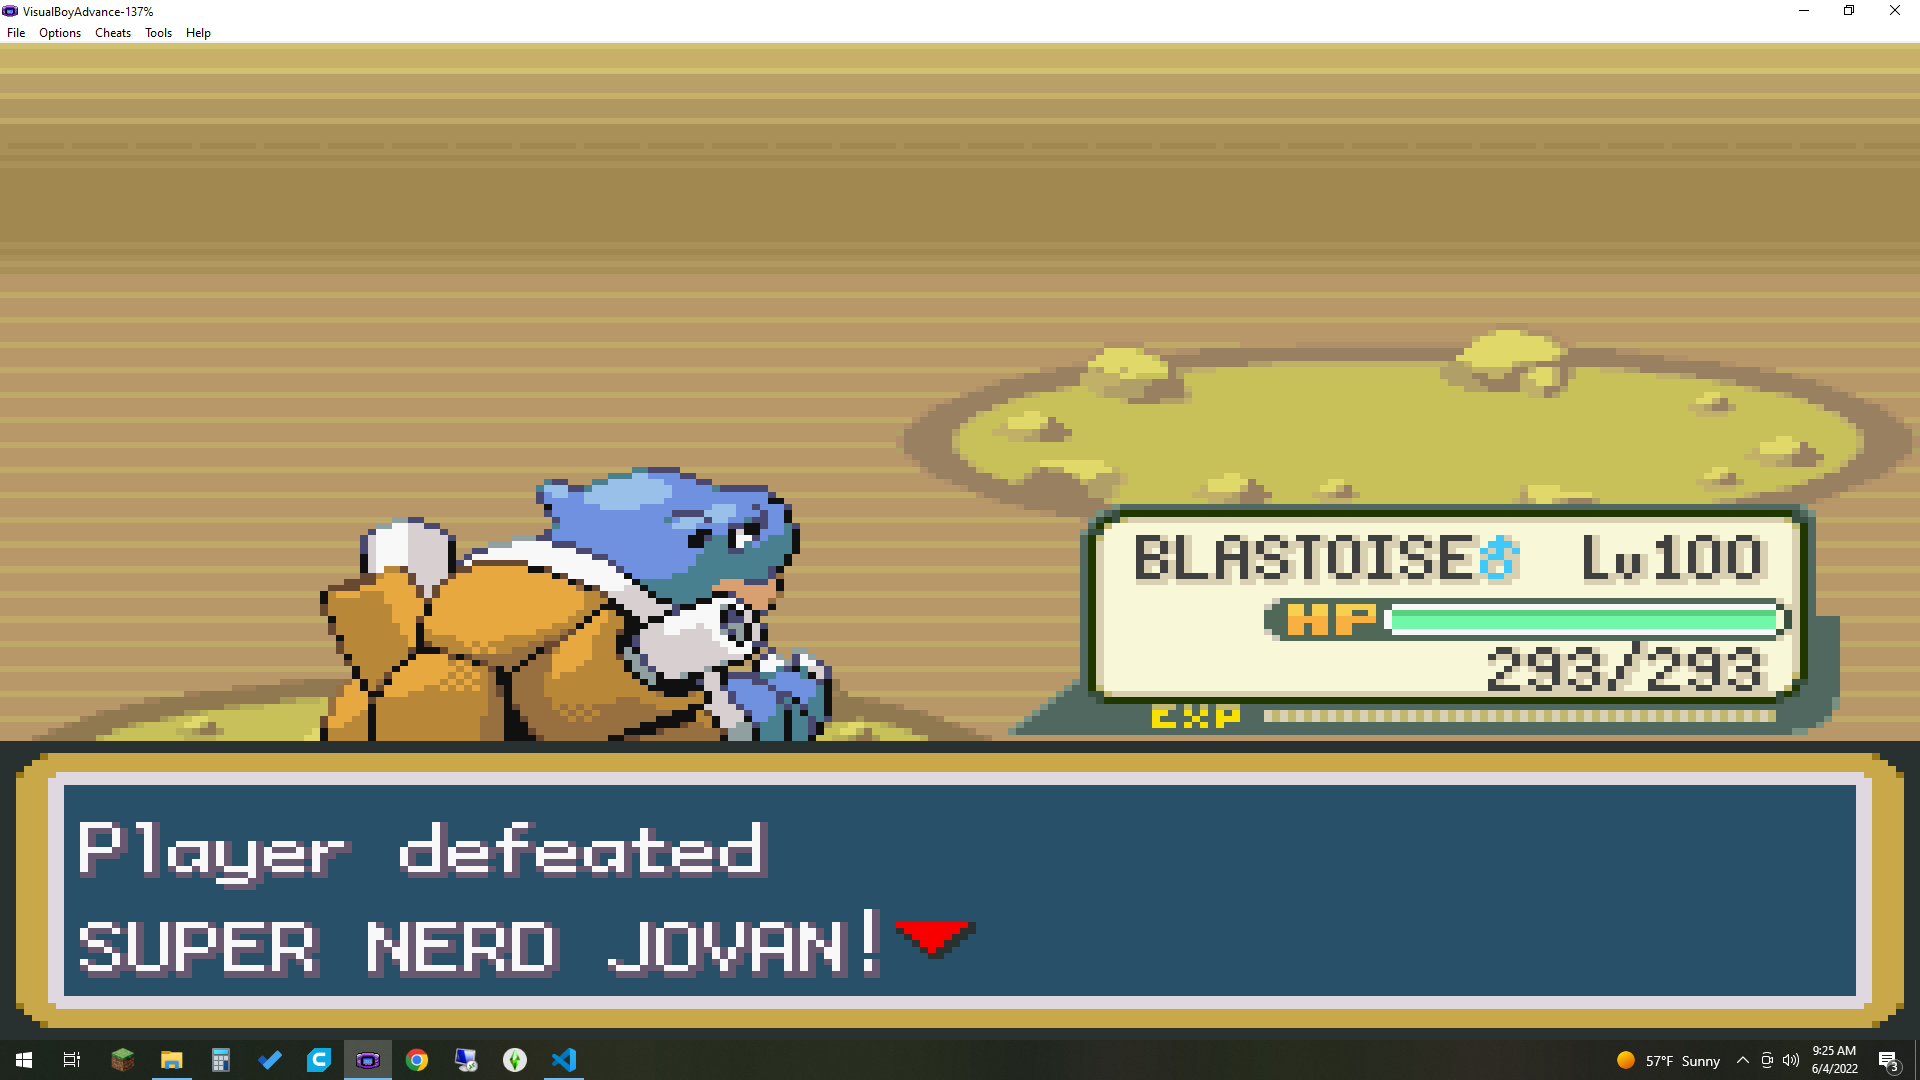 VisualBoyAdvance-137%
File Options Cheats Tools Help
BLASTOISE♂ Lv100
HP
293/293
EXP
Player defeated
SUPER NERD JOVAN!
57°F Sunny
9:25 AM
6/4/2022
3